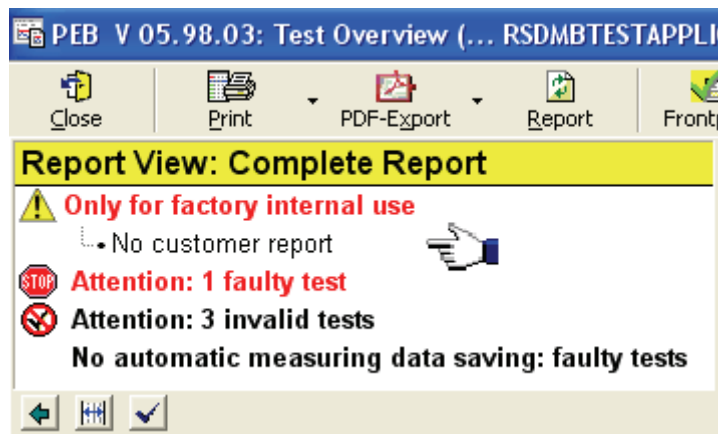 PEB V 05.98.03: Test Overview (... RSDMBTESTAPPLI
Close Print PDF-Export Report Front
Report View: Complete Report
Only for factory internal use
No customer report
STOP Attention: 1 faulty test
Attention: 3 invalid tests
No automatic measuring data saving: faulty tests